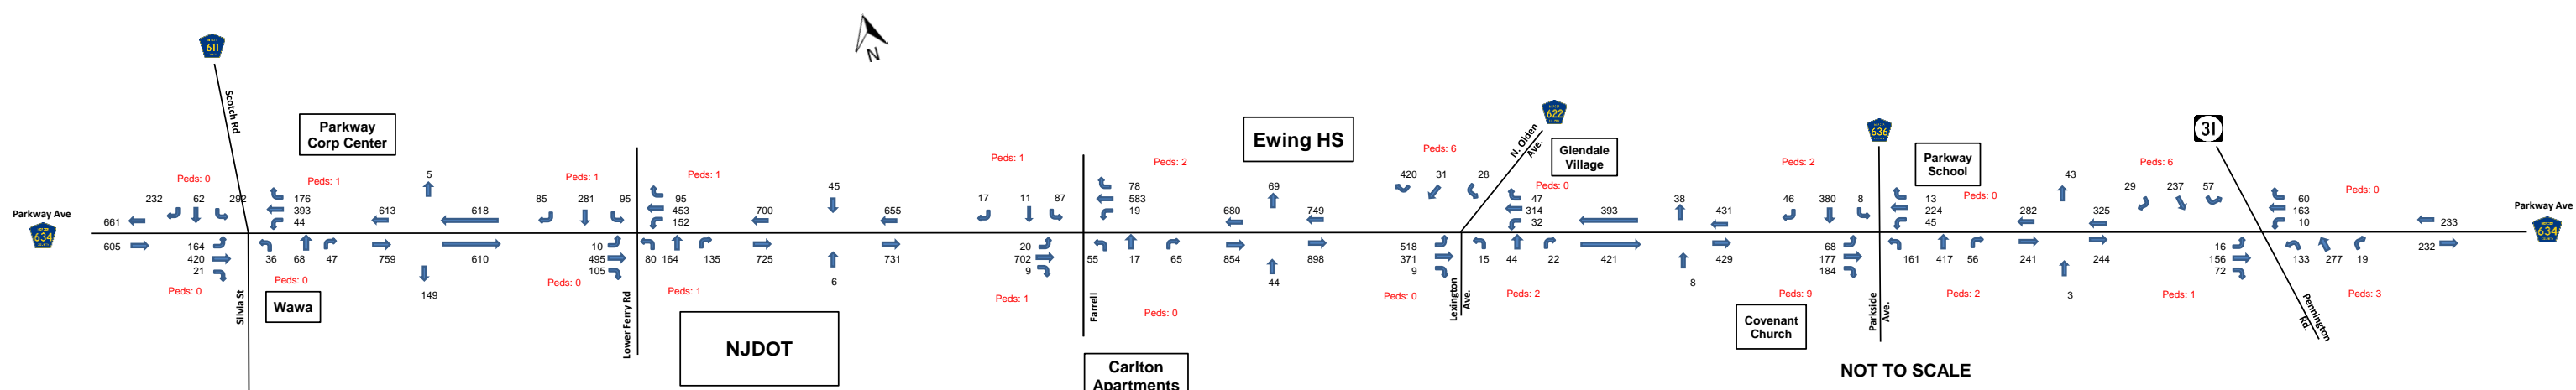 N
611
Scotch Rd
Parkway
Corp Center
Ewing HS
N. Olden
Ave.
622
Glendale
Village
636
Parkway
School
31
Peds: 0
Peds: 1
5
Peds: 1
Peds: 1
45
Peds: 1
Peds: 2
69
Peds: 6
Peds: 0
38
Peds: 2
Peds: 0
43
Peds: 6
Peds: 0
232 62 292
176
393
44
85 281 95
95
453
152
17 11 87
78
583
19
420 31 28
47
314
32
46 380 8
13
224
45
29 237 57
60
163
10
Parkway Ave
634
661 613 618 700 655 680 749 393 431 282 325 233
Parkway Ave
634
605
164
420
21
36 68 47 759 610
10
495
105
80 164 135 725 731
20
702
9
55 17 65 854 898
518
371
9
15 44 22 421 429
68
177
184
161 417 56 241 244
16
156
72
133 277 19 232
Peds: 0
Peds: 0
149
Peds: 0
Peds: 1
6
Peds: 1
Peds: 0
44
Peds: 0
Peds: 2
8
Peds: 9
Peds: 2
3
Peds: 1
Peds: 3
Silvia St
Wawa
Lower Ferry Rd
NJDOT
Farrell
Carlton
Apartments
Lexington
Ave.
Covenant
Church
Parkside
Ave.
Pennington
Rd.
NOT TO SCALE